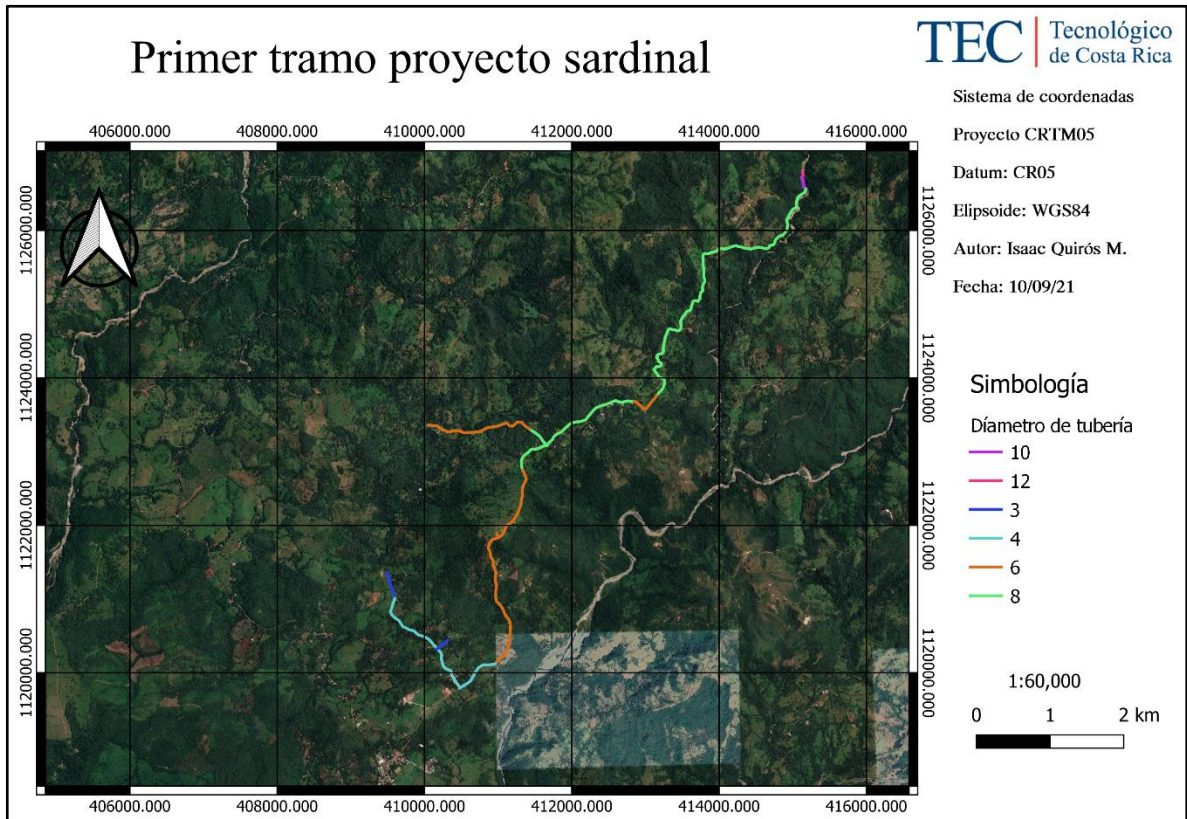 Primer tramo proyecto sardinal
TEC
Tecnológico
de Costa Rica
Sistema de coordenadas
Proyecto CRTM05
Datum: CR05
Elipsoide: WGS84
Autor: Isaac Quirós M.
Fecha: 10/09/21
406000.000 408000.000 410000.000 412000.000 414000.000 416000.000
1126000.000 1126000.000
1124000.000 1124000.000
1122000.000 1122000.000
1120000.000 1120000.000
406000.000 408000.000 410000.000 412000.000 414000.000 416000.000
Simbología
Díametro de tubería
10
12
3
4
6
8
1:60,000
0 1 2 km